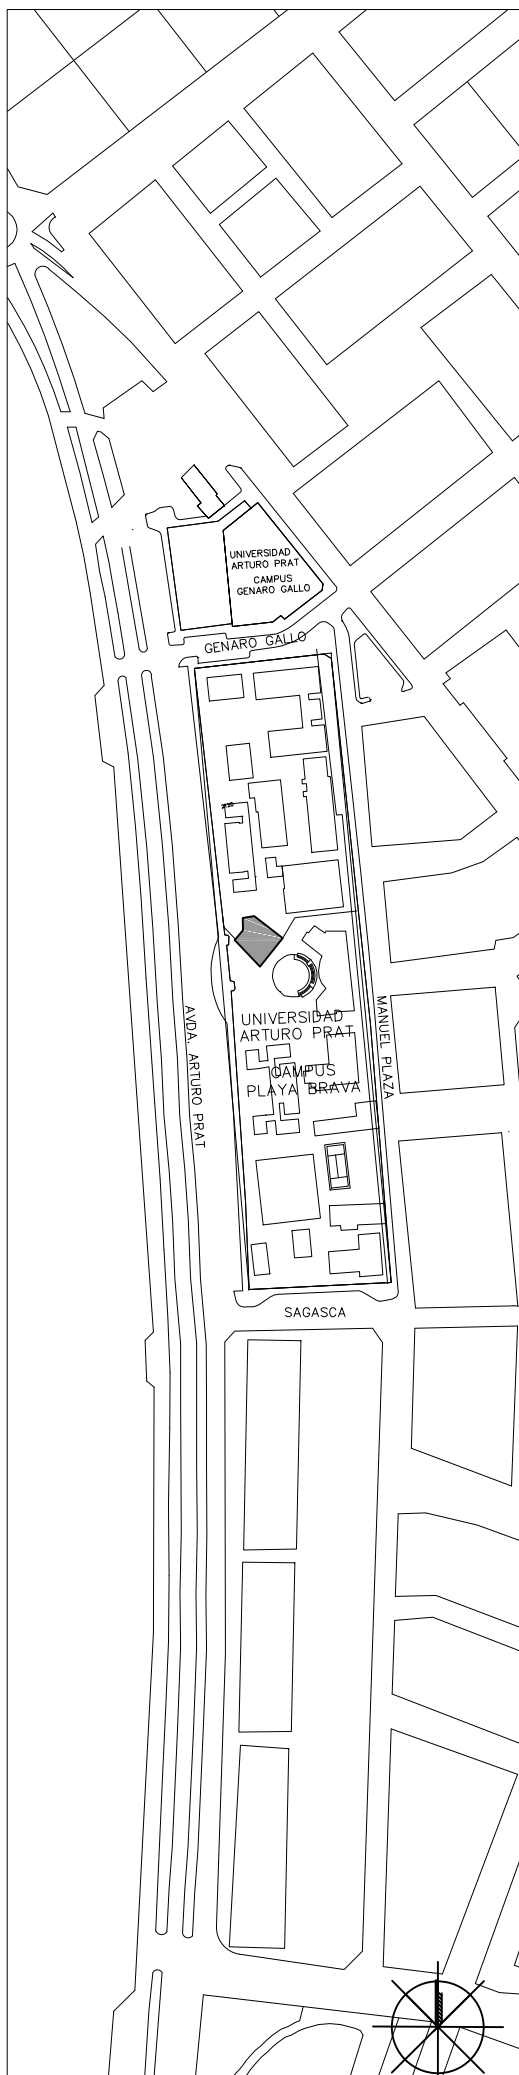 UNIVERSIDAD
ARTURO PRAT
CAMPUS
GENARO GALLO
GENARO GALLO
UNIVERSIDAD
ARTURO PRAT
CAMPUS
PLAYA BRAVA
AVDA. ARTURO PRAT
MANUEL PLAZA
SAGASCA